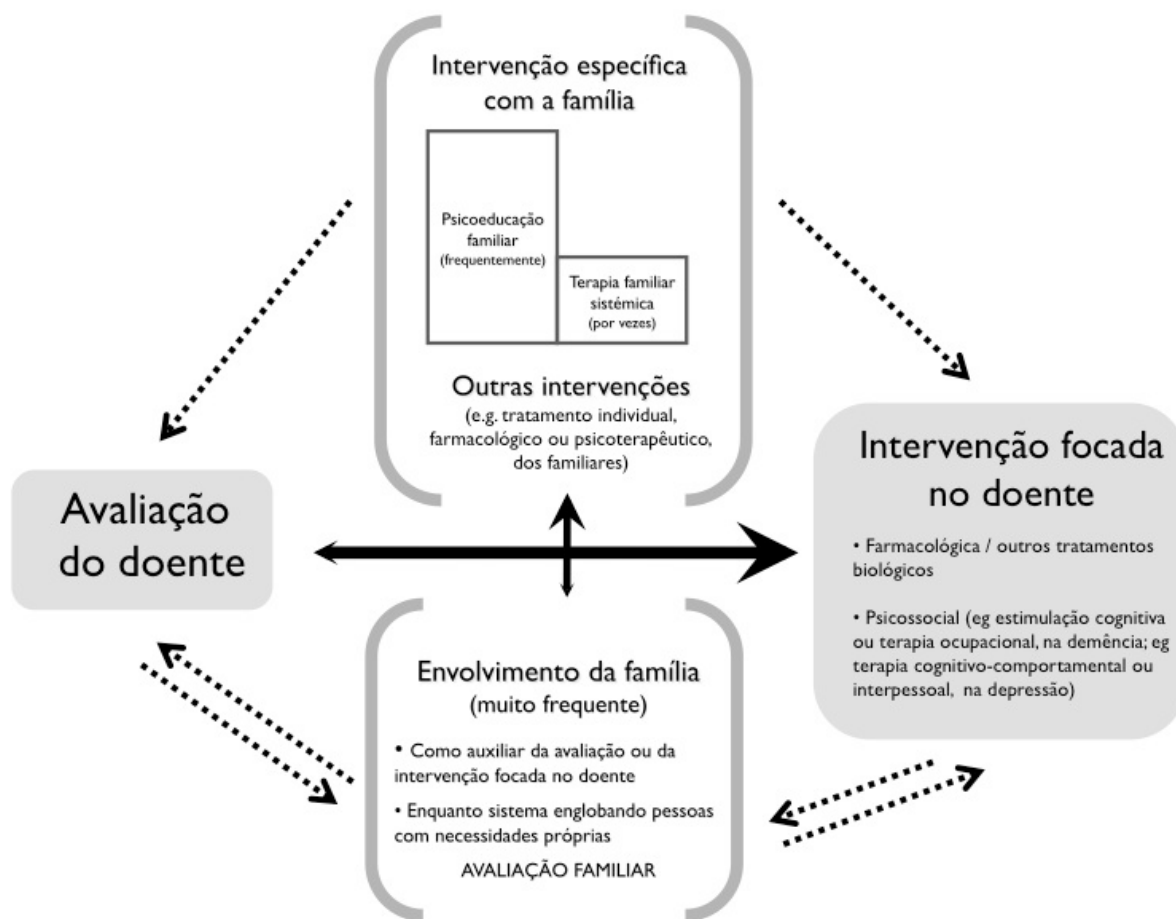 Intervenção específica
com a família
Psicoeducação
familiar
(frequentemente)
Terapia familiar
sistémica
(por vezes)
Outras intervenções
(e.g. tratamento individual,
farmacológico ou psicoterapêutico,
dos familiares)
Avaliação
do doente
Intervenção focada
no doente
• Farmacológica / outros tratamentos
biológicos
• Psicossocial (eg estimulação cognitiva
ou terapia ocupacional, na demência; eg
terapia cognitivo-comportamental ou
interpessoal, na depressão)
Envolvimento da família
(muito frequente)
• Como auxiliar da avaliação ou da
intervenção focada no doente
• Enquanto sistema englobando pessoas
com necessidades próprias
AVALIAÇÃO FAMILIAR